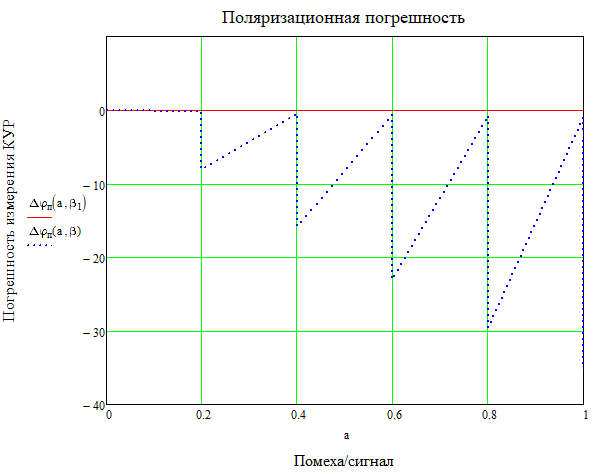 Поляризационная погрешность
Погрешность измерения КУР
Δφп(a,β1)
Δφп(a,β)
0
−10
−20
−30
−40
0 0.2 0.4 0.6 0.8 1
a
Помеха/сигнал